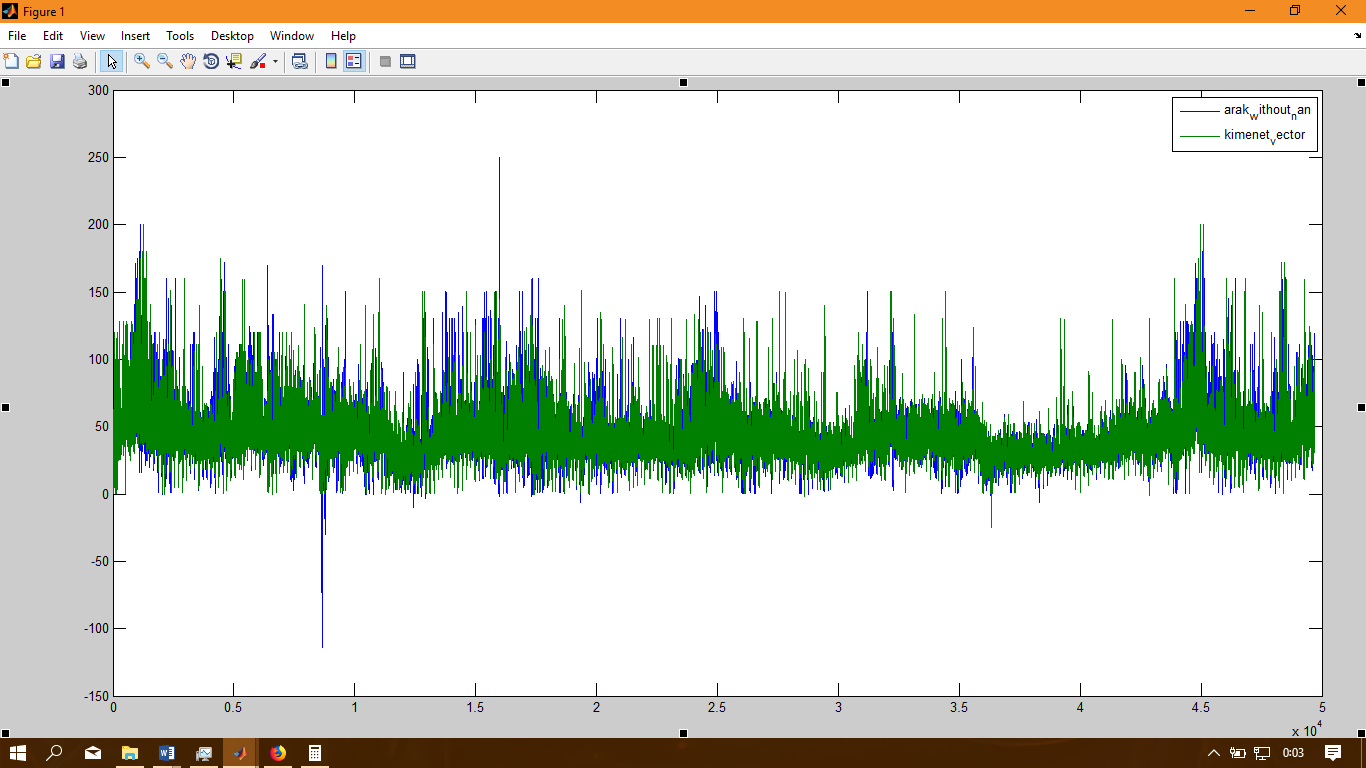 Figure 1
File Edit View Insert Tools Desktop Window Help
300
250
200
150
100
50
0
-50
-100
-150
0 0.5 1 1.5 2 2.5 3 3.5 4 4.5 5
x 10^4
arak_without_nan
kimenet_vector
0:03